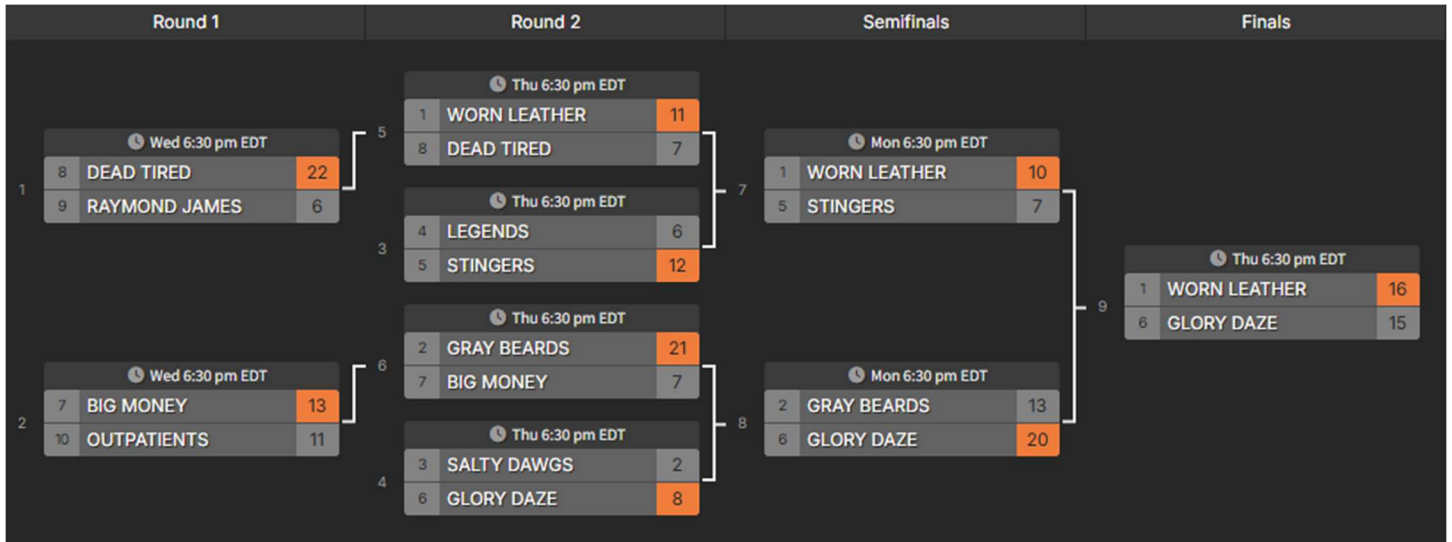 Round 1
Round 2
Semifinals
Finals
1
Wed 6:30 pm EDT
8 DEAD TIRED 22
9 RAYMOND JAMES 6
2
Wed 6:30 pm EDT
7 BIG MONEY 13
10 OUTPATIENTS 11
5
Thu 6:30 pm EDT
1 WORN LEATHER 11
8 DEAD TIRED 7
3
Thu 6:30 pm EDT
4 LEGENDS 6
5 STINGERS 12
6
Thu 6:30 pm EDT
2 GRAY BEARDS 21
7 BIG MONEY 7
4
Thu 6:30 pm EDT
3 SALTY DAWGS 2
6 GLORY DAZE 8
7
Mon 6:30 pm EDT
1 WORN LEATHER 10
5 STINGERS 7
8
Mon 6:30 pm EDT
2 GRAY BEARDS 13
6 GLORY DAZE 20
9
Thu 6:30 pm EDT
1 WORN LEATHER 16
6 GLORY DAZE 15